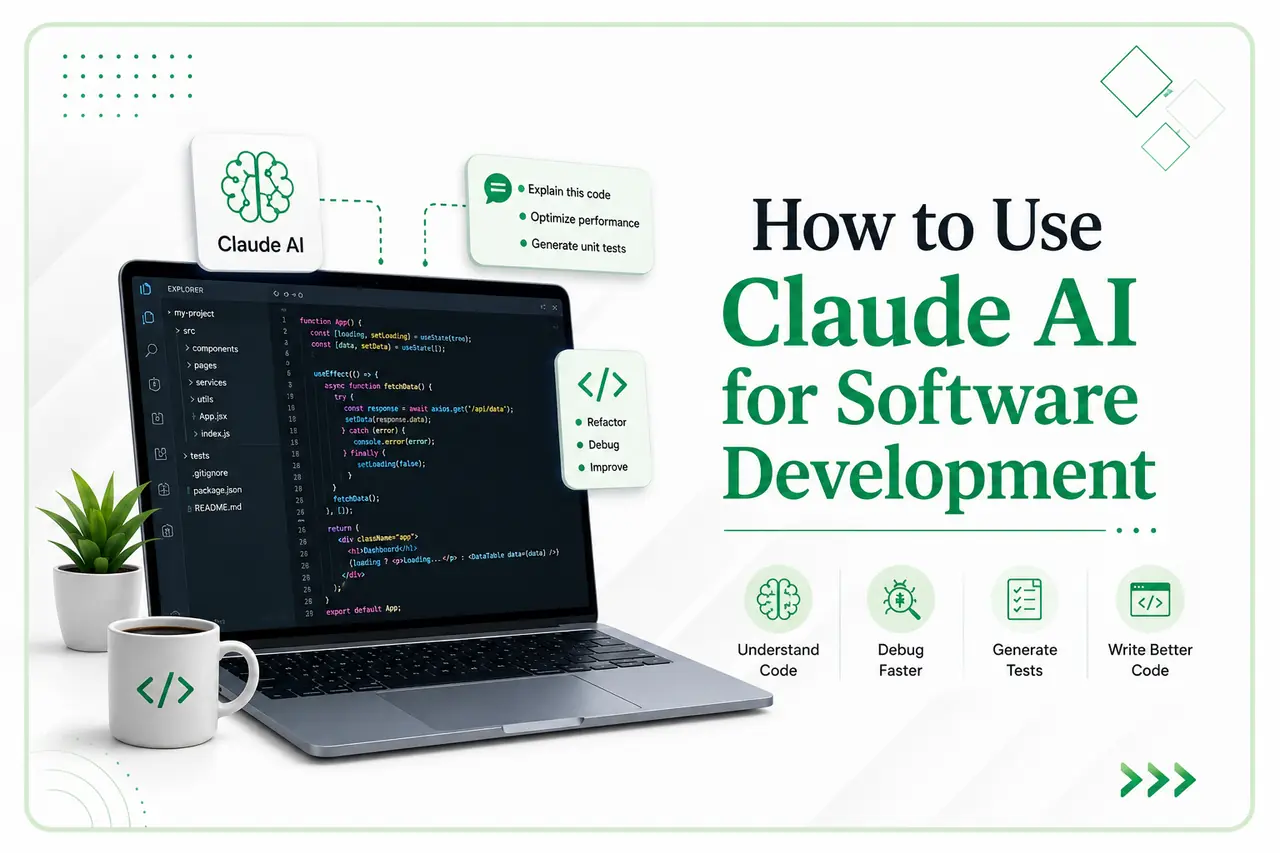 Claude AI
Explain this code
Optimize performance
Generate unit tests
How to Use
Claude AI
for Software
Development
EXPLORER
my-project
src
components
pages
services
utils
App.jsx
index.js
tests
.gitignore
package.json
README.md
function App() {
const [loading, setLoading] = useState(tree);
const [data, setData) = useState([);
useEffect(() => {
async function fetchData() {
try {
const response = await axios.get("/api/data");
setData(response.data);
} catch (error) {
console.error(error);
} finally {
setLoading(false);
}
}
fetchData();
}, []);
return (
<div className="app">
<h1>Dashboard</h1>
{loading ? <p>Loading...</p> : <DataTable data={data) />}
</div>
);
}
export default App;
</>
Refactor
Debug
Improve
Understand
Code
Debug
Faster
Generate
Tests
</>
Write Better
Code
</>